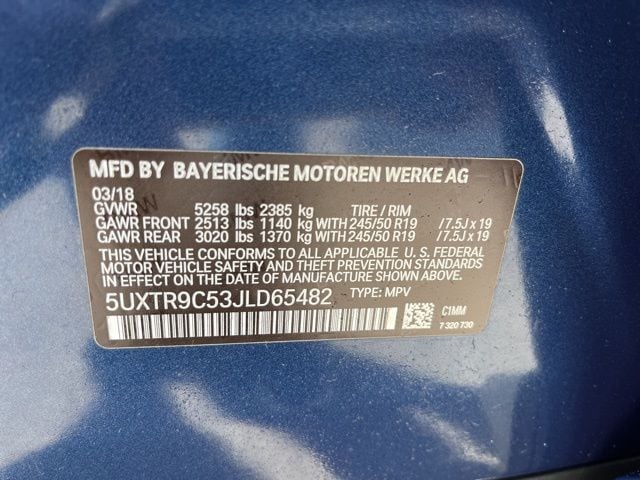 MFD BY BAYERISCHE MOTOREN WERKE AG
03/18
GVWR 5258 lbs 2385 kg TIRE / RIM
GAWR FRONT 2513 lbs 1140 kg WITH 245/50 R19 /7.5J x 19
GAWR REAR 3020 lbs 1370 kg WITH 245/50 R19 /7.5J x 19
THIS VEHICLE CONFORMS TO ALL APPLICABLE U. S. FEDERAL
MOTOR VEHICLE SAFETY AND THEFT PREVENTION STANDARDS
IN EFFECT ON THE DATE OF MANUFACTURE SHOWN ABOVE.
5UXTR9C53JLD65482 TYPE: MPV
C1MM
7 320 730